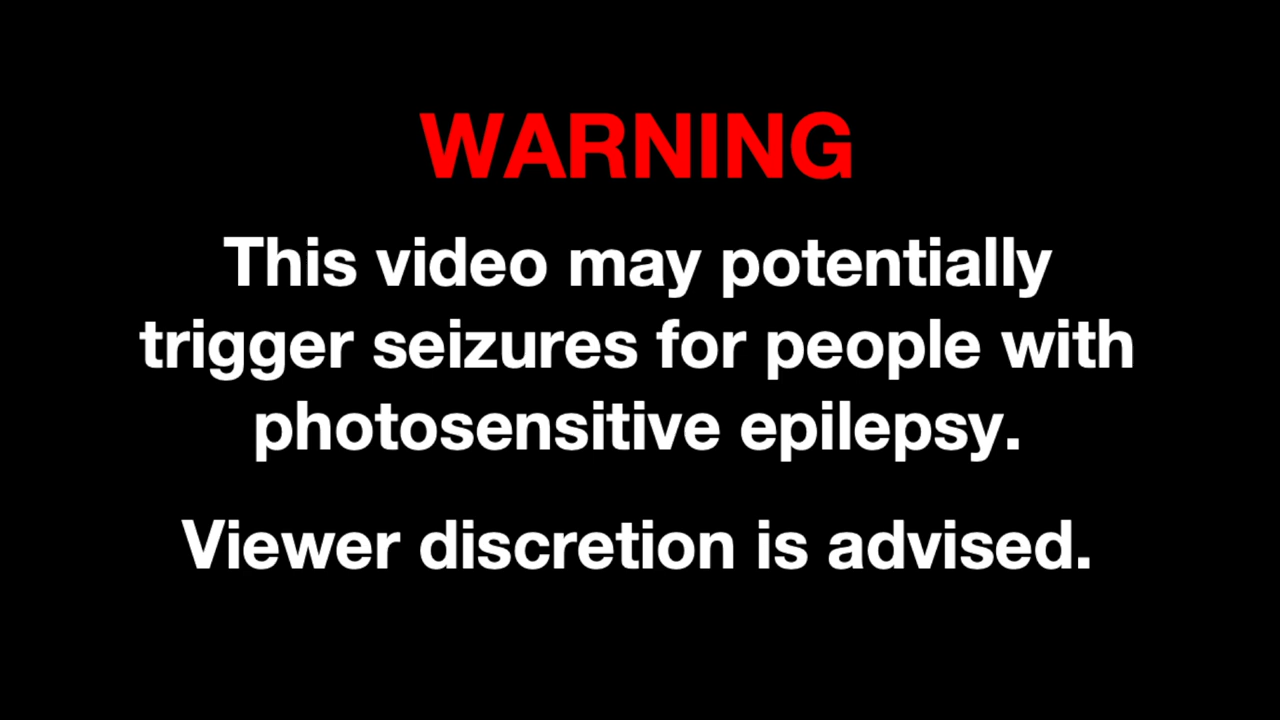 WARNING
This video may potentially
trigger seizures for people with
photosensitive epilepsy.
Viewer discretion is advised.